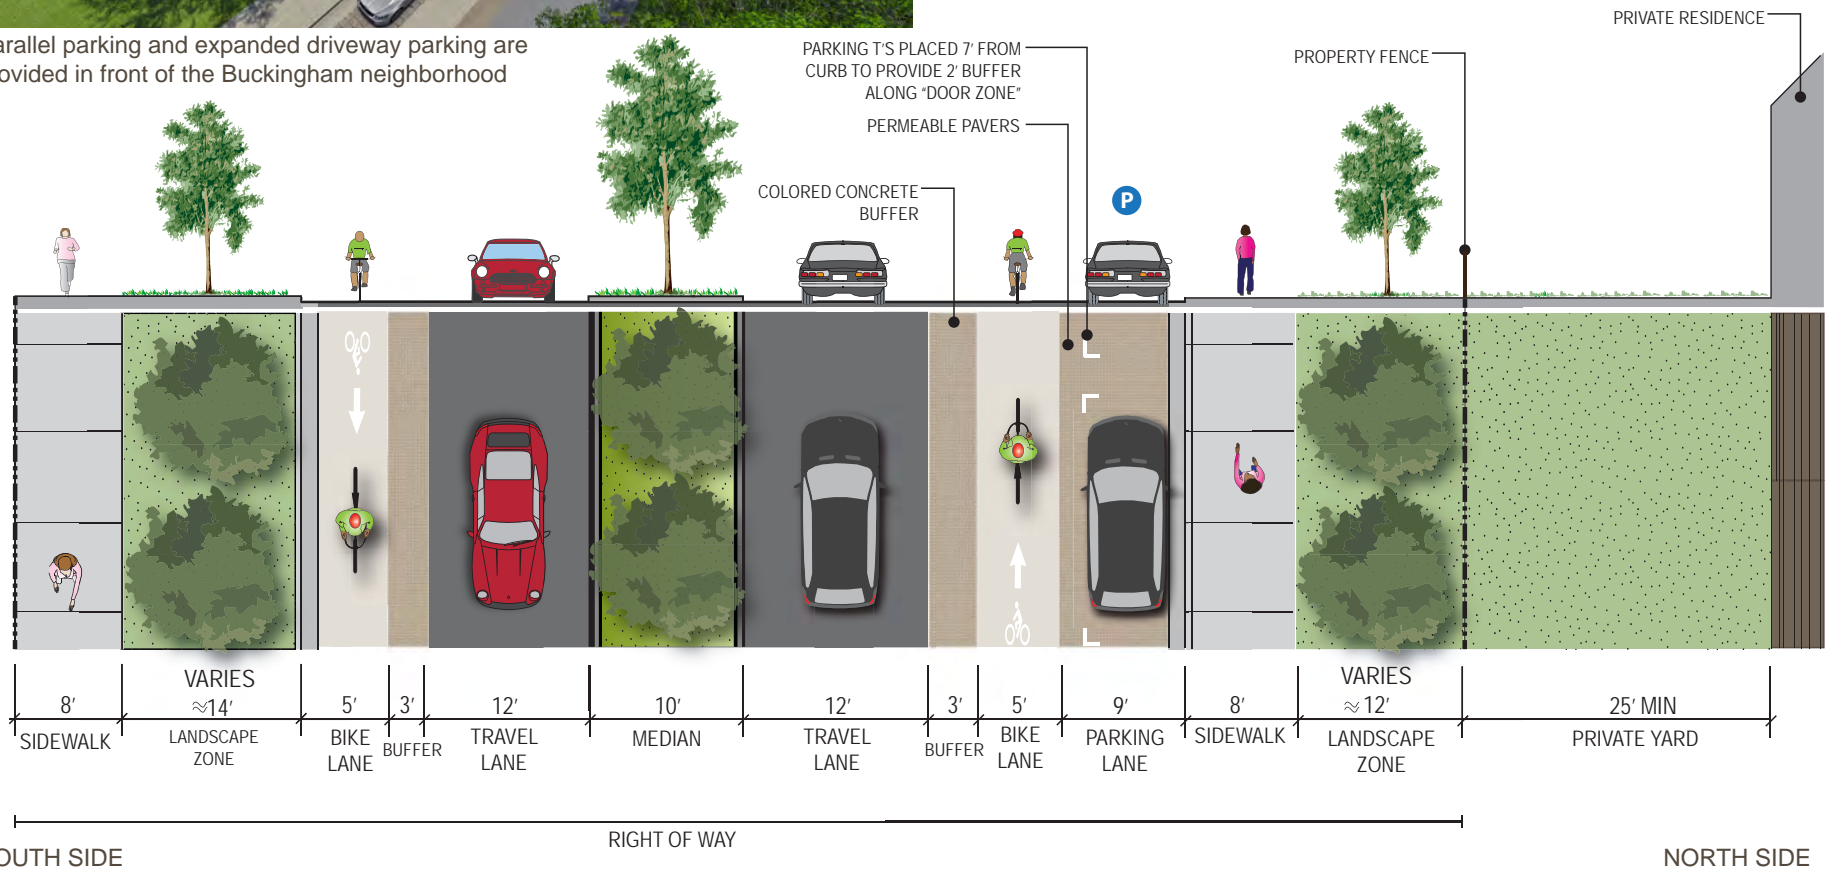 arallel parking and expanded driveway parking are
ovided in front of the Buckingham neighborhood
PARKING T'S PLACED 7' FROM
CURB TO PROVIDE 2' BUFFER
ALONG "DOOR ZONE"
PERMEABLE PAVERS
COLORED CONCRETE
BUFFER
P
PROPERTY FENCE
PRIVATE RESIDENCE
8'
SIDEWALK
VARIES
≈14'
LANDSCAPE
ZONE
5'
BIKE
LANE
3'
BUFFER
12'
TRAVEL
LANE
10'
MEDIAN
12'
TRAVEL
LANE
3'
BUFFER
5'
BIKE
LANE
9'
PARKING
LANE
8'
SIDEWALK
VARIES
≈ 12'
LANDSCAPE
ZONE
25' MIN
PRIVATE YARD
RIGHT OF WAY
OUTH SIDE
NORTH SIDE